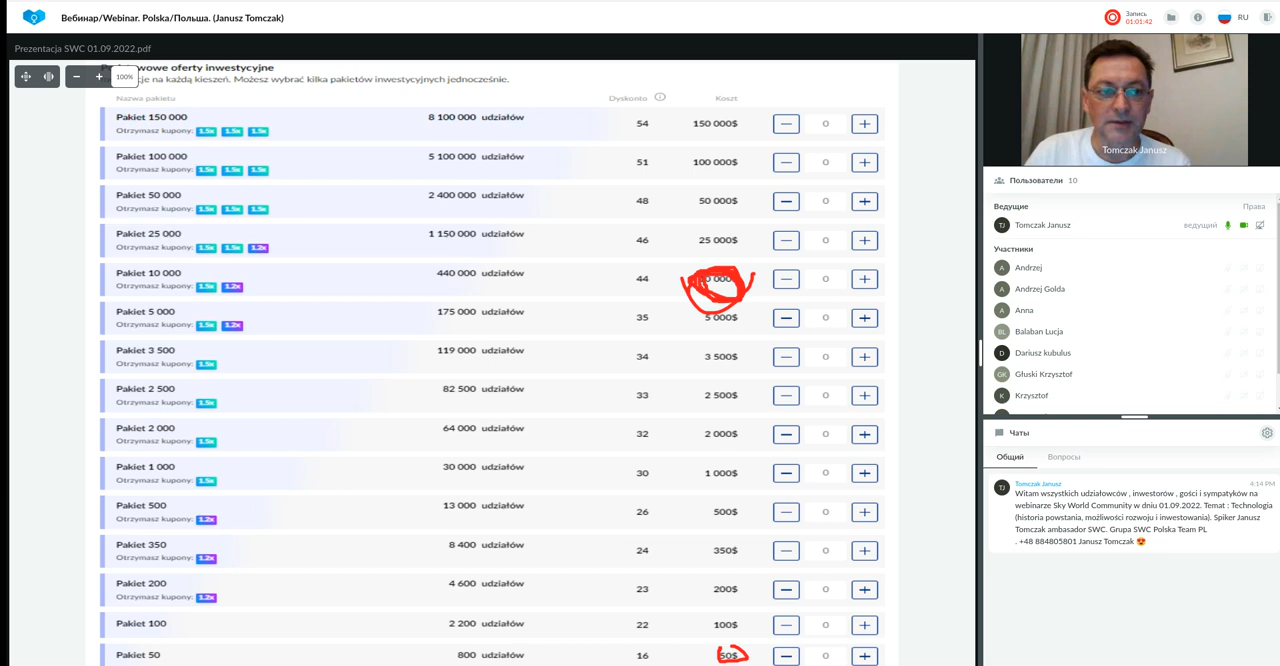 Вебинар/Webinar. Polska/Польша. (Janusz Tomczak)
Запись
01:01:42
RU
Prezentacja SWC 01.09.2022.pdf
100%
owe oferty inwestycyjne
cje na każdą kieszeń. Możesz wybrać kilka pakietów inwestycyjnych jednocześnie.
Nazwa pakietu Dyskonto Koszt
Pakiet 150 000 8 100 000 udziałów 54 150 000$ 0
Otrzymasz kupony: 1.5x 1.5x 1.5x
Pakiet 100 000 5 100 000 udziałów 51 100 000$ 0
Otrzymasz kupony: 1.5x 1.5x 1.5x
Pakiet 50 000 2 400 000 udziałów 48 50 000$ 0
Otrzymasz kupony: 1.5x 1.5x 1.5x
Pakiet 25 000 1 150 000 udziałów 46 25 000$ 0
Otrzymasz kupony: 1.5x 1.5x 1.2x
Pakiet 10 000 440 000 udziałów 44 0
Otrzymasz kupony: 1.5x 1.2x
Pakiet 5 000 175 000 udziałów 35 5 000$ 0
Otrzymasz kupony: 1.5x 1.2x
Pakiet 3 500 119 000 udziałów 34 3 500$ 0
Otrzymasz kupony: 1.5x
Pakiet 2 500 82 500 udziałów 33 2 500$ 0
Otrzymasz kupony: 1.5x
Pakiet 2 000 64 000 udziałów 32 2 000$ 0
Otrzymasz kupony: 1.5x
Pakiet 1 000 30 000 udziałów 30 1 000$ 0
Otrzymasz kupony: 1.5x
Pakiet 500 13 000 udziałów 26 500$ 0
Otrzymasz kupony: 1.2x
Pakiet 350 8 400 udziałów 24 350$ 0
Otrzymasz kupony: 1.2x
Pakiet 200 4 600 udziałów 23 200$ 0
Otrzymasz kupony: 1.2x
Pakiet 100 2 200 udziałów 22 100$ 0
Pakiet 50 800 udziałów 16 50$ 0
Tomczak Janusz
Пользователи 10
Ведущие Права
TJ Tomczak Janusz ведущий
Участники
A Andrzej
A Andrzej Golda
A Anna
BL Balaban Lucja
D Dariusz kubulus
GK Głuski Krzysztof
K Krzysztof
Чаты
Общий Вопросы
TJ Tomczak Janusz 4:14 PM
Witam wszystkich udziałowców , inwestorów , gości i sympatyków na
webinarze Sky World Community w dniu 01.09.2022. Temat : Technologia
(historia powstania, możliwości rozwoju i inwestowania). Spiker Janusz
Tomczak ambasador SWC. Grupa SWC Polska Team PL
. +48 884805801 Janusz Tomczak 😍